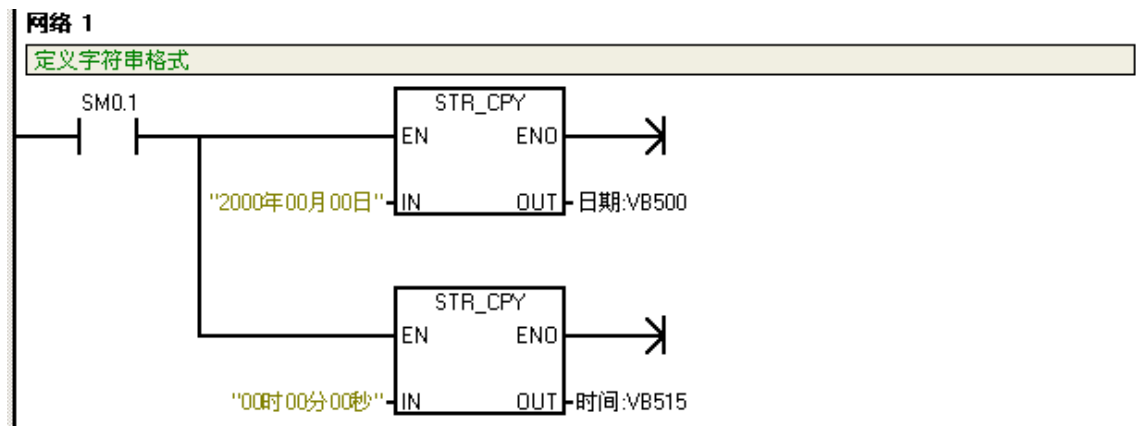 网络 1
定义字符串格式
SM0.1
STR_CPY
EN ENO
"2000年00月00日" IN OUT 日期:VB500
STR_CPY
EN ENO
"00时00分00秒" IN OUT 时间:VB515